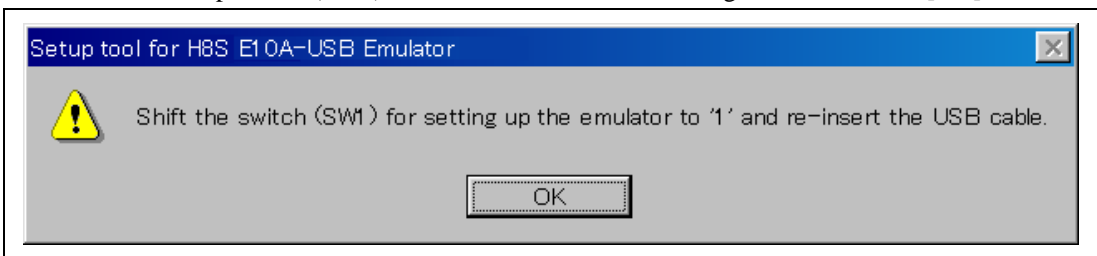 Setup tool for H8S E10A-USB Emulator
Shift the switch (SW1) for setting up the emulator to '1' and re-insert the USB cable.
OK